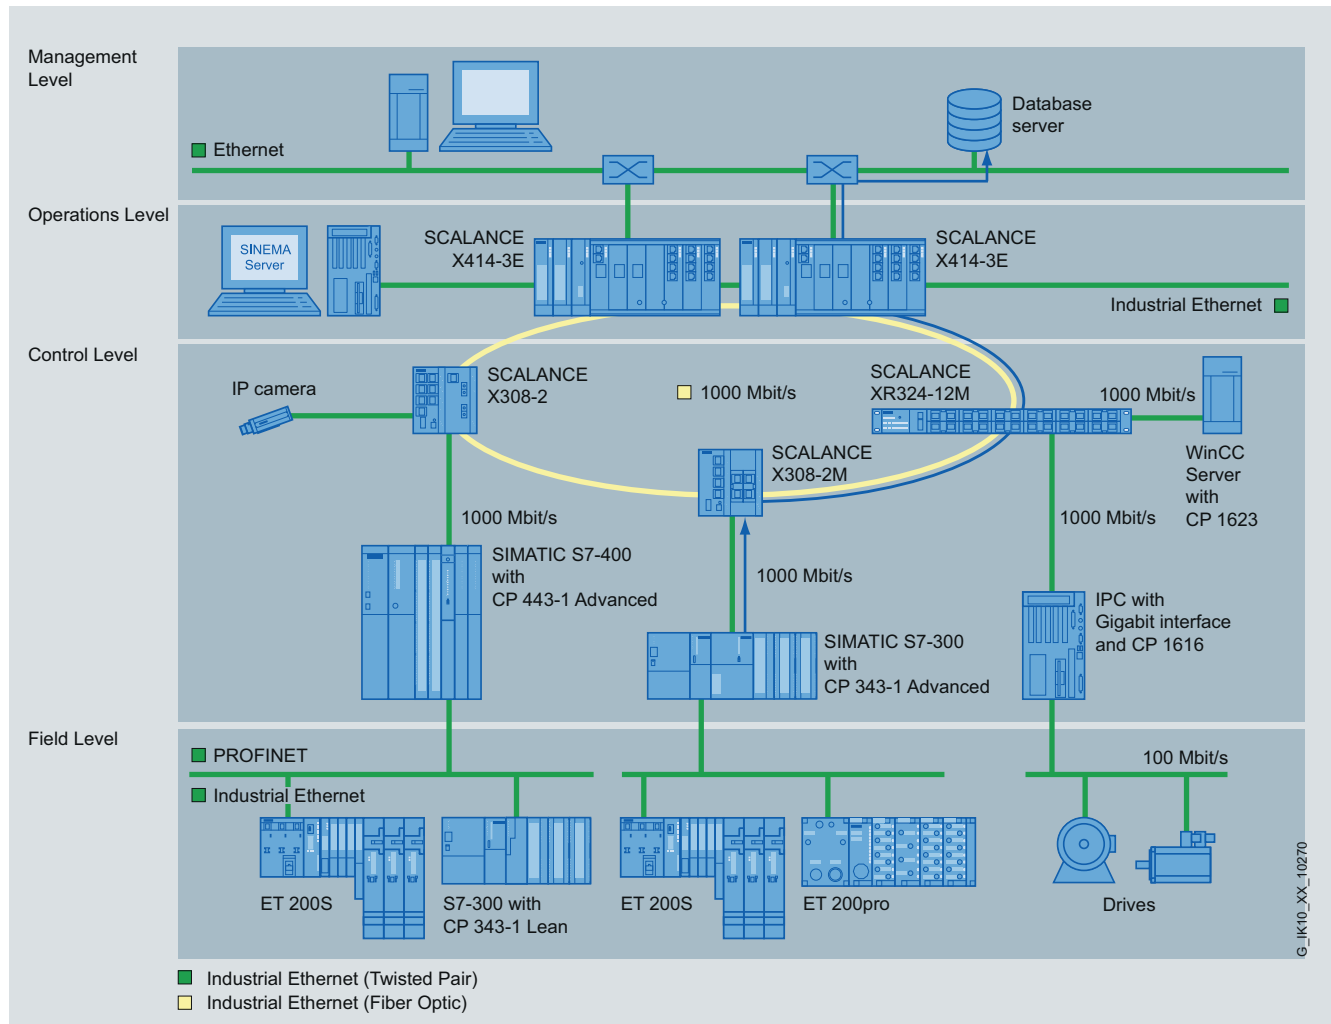 Management
Level
Database
server
Ethernet
Operations Level
SINEMA
Server
SCALANCE
X414-3E
SCALANCE
X414-3E
Industrial Ethernet
Control Level
IP camera
SCALANCE
X308-2
1000 Mbit/s
SCALANCE
XR324-12M
1000 Mbit/s
WinCC
Server
with
CP 1623
SCALANCE
X308-2M
1000 Mbit/s
1000 Mbit/s
SIMATIC S7-400
with
CP 443-1 Advanced
1000 Mbit/s
IPC with
Gigabit interface
and CP 1616
SIMATIC S7-300
with
CP 343-1 Advanced
Field Level
PROFINET
100 Mbit/s
Industrial Ethernet
ET 200S
S7-300 with
CP 343-1 Lean
ET 200S
ET 200pro
Drives
G_IK10_XX_10270
Industrial Ethernet (Twisted Pair)
Industrial Ethernet (Fiber Optic)